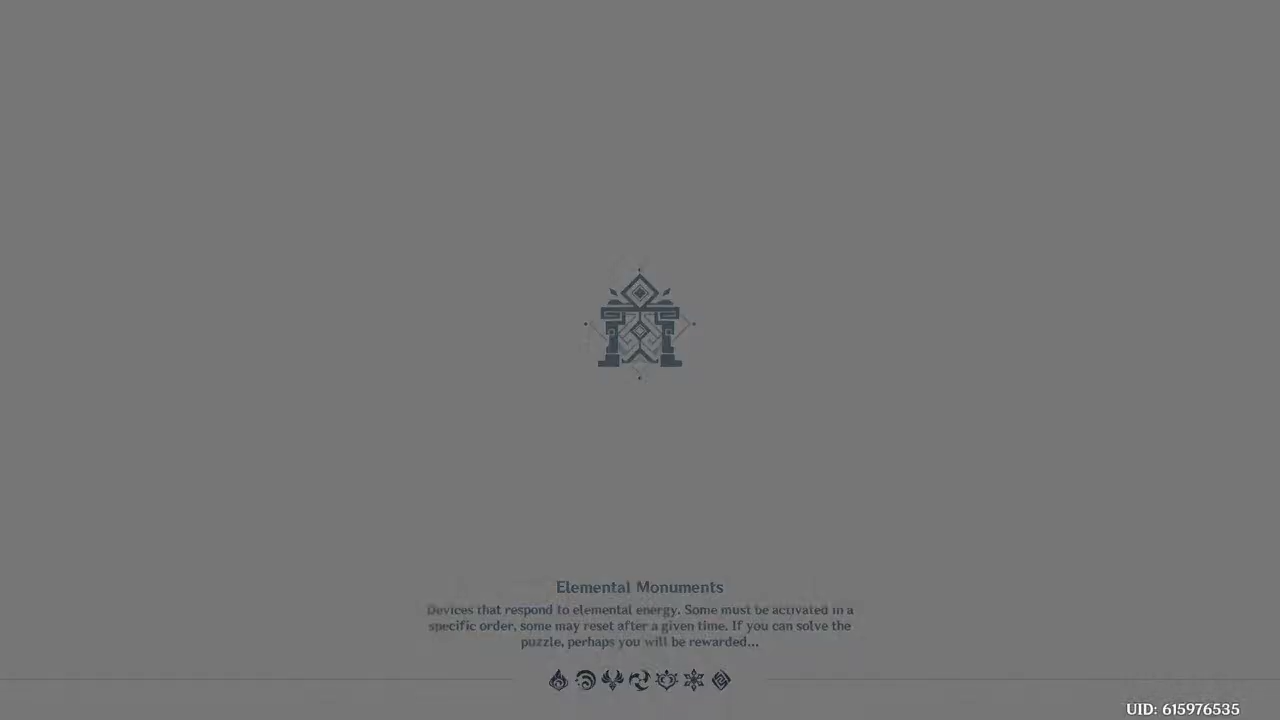 Elemental Monuments
Devices that respond to elemental energy. Some must be activated in a
specific order, some may reset after a given time. If you can solve the
puzzle, perhaps you will be rewarded...
UID: 615976535